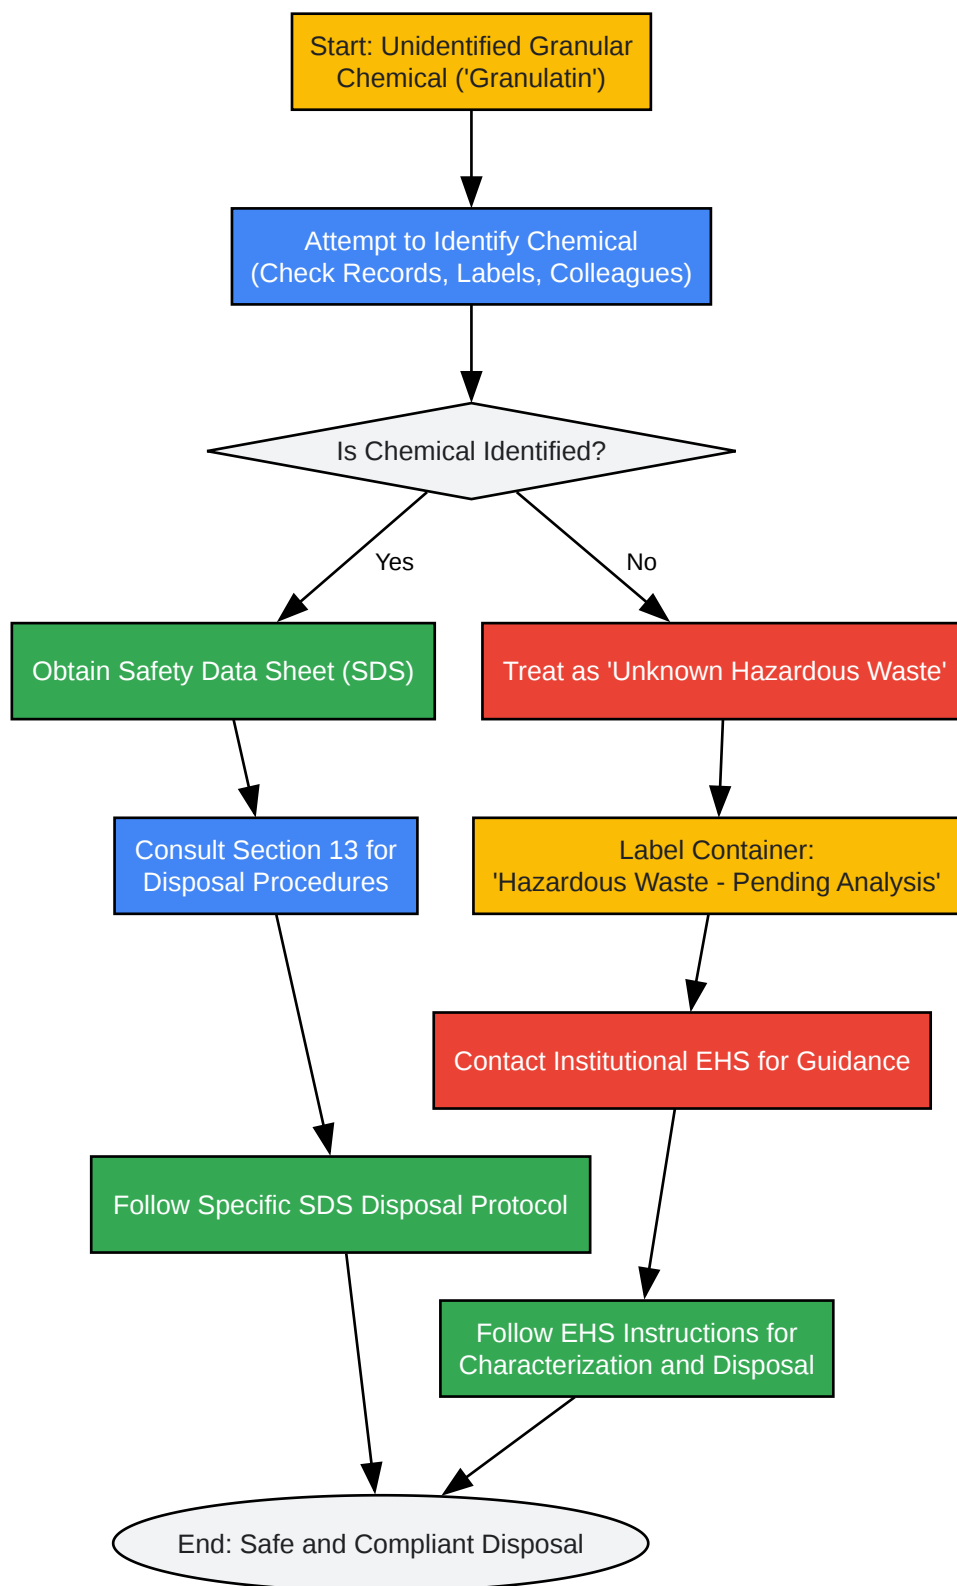 Start: Unidentified Granular
Chemical ('Granulatin')
Attempt to Identify Chemical
(Check Records, Labels, Colleagues)
Is Chemical Identified?
Yes
No
Obtain Safety Data Sheet (SDS)
Treat as 'Unknown Hazardous Waste'
Consult Section 13 for
Disposal Procedures
Label Container:
'Hazardous Waste - Pending Analysis'
Contact Institutional EHS for Guidance
Follow Specific SDS Disposal Protocol
Follow EHS Instructions for
Characterization and Disposal
End: Safe and Compliant Disposal